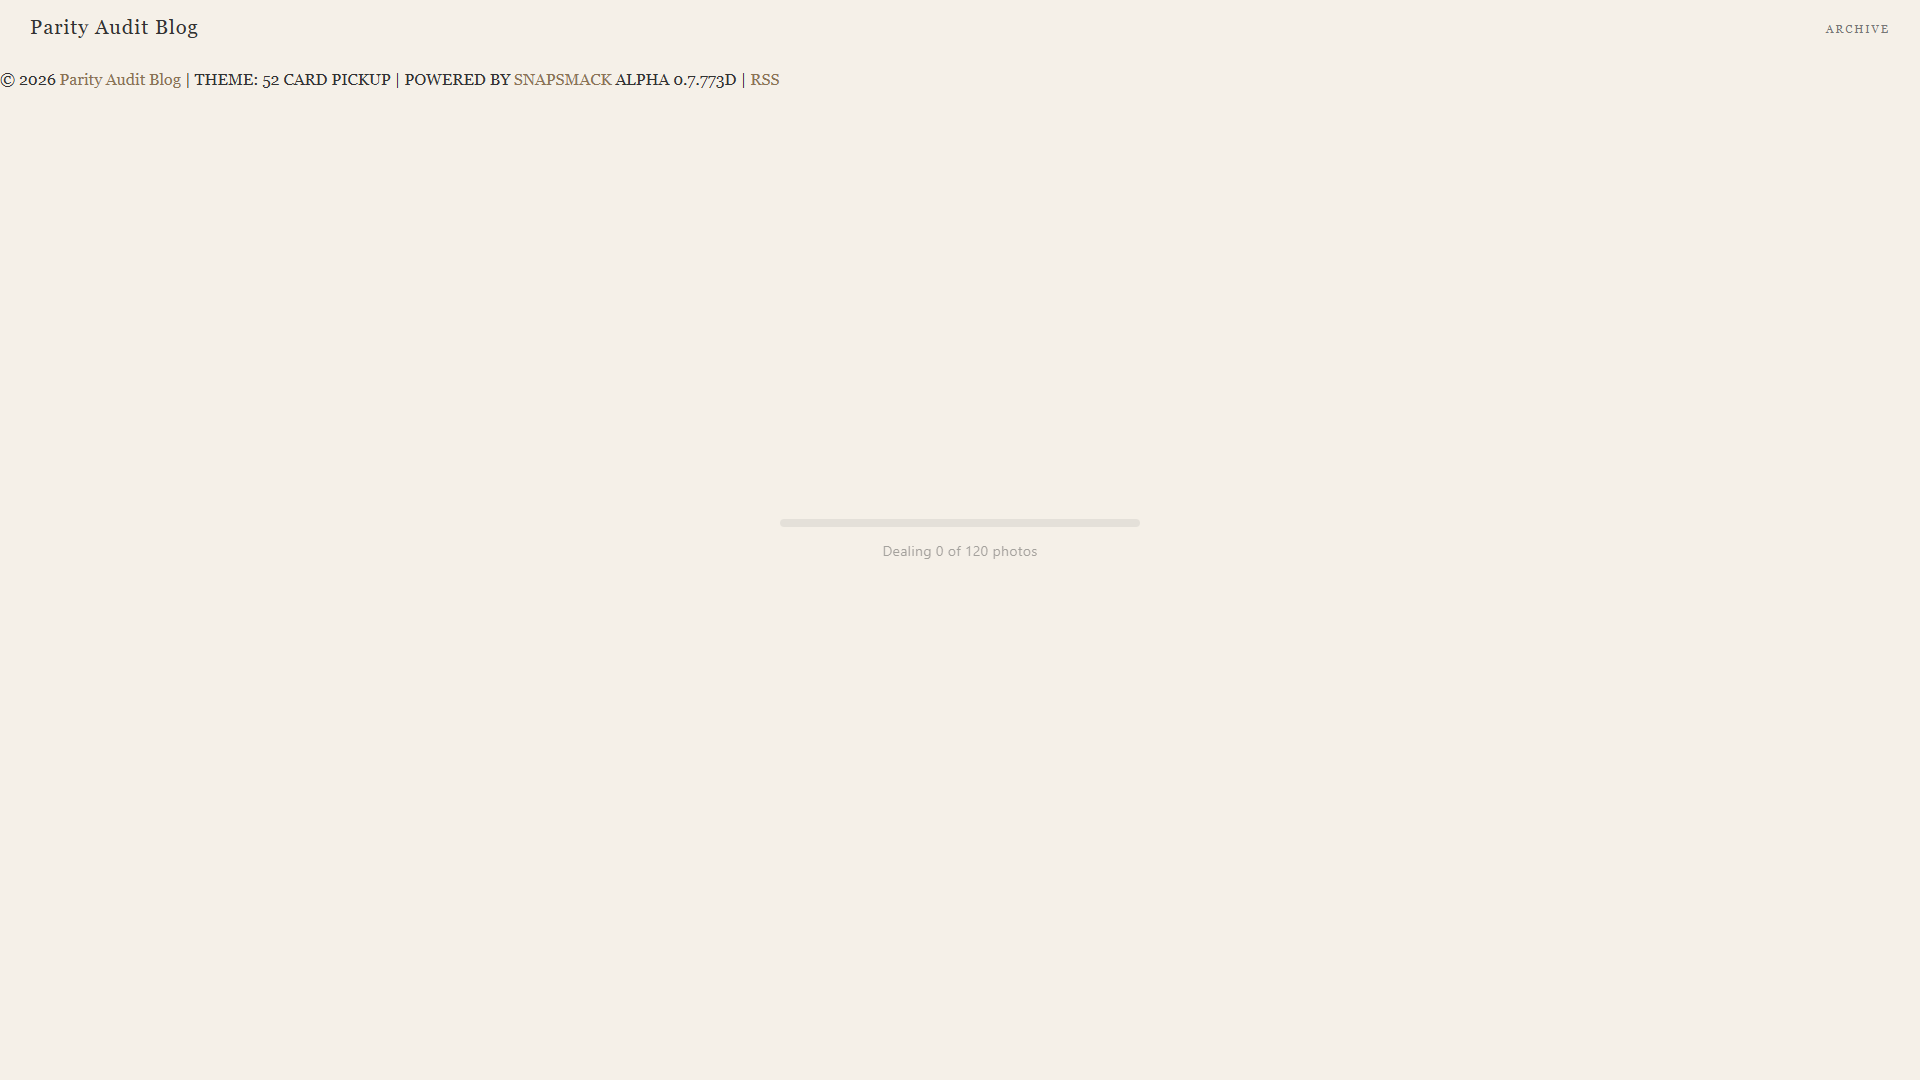 Parity Audit Blog
ARCHIVE
© 2026 Parity Audit Blog | THEME: 52 CARD PICKUP | POWERED BY SNAPSMACK ALPHA 0.7.773D | RSS
Dealing 0 of 120 photos